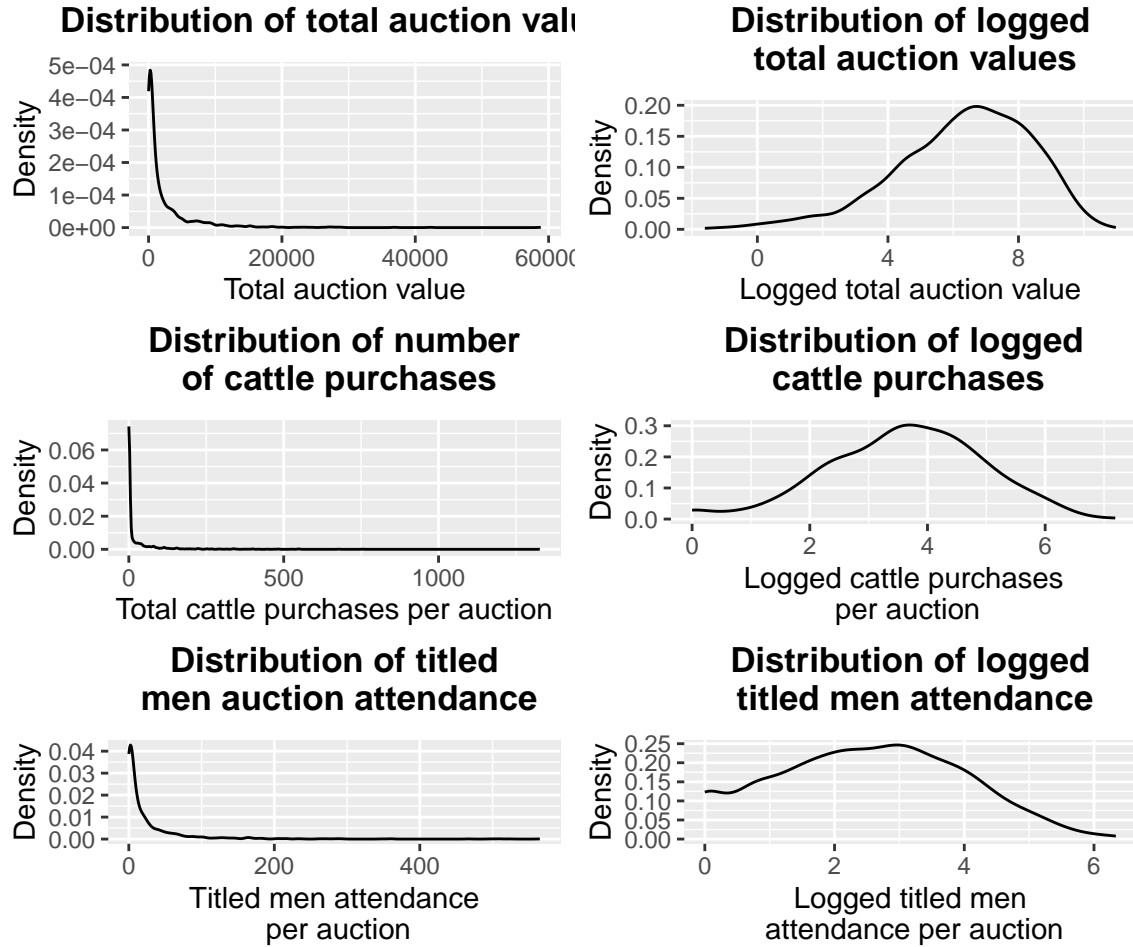 Distribution of total auction valu
5e−04
4e−04
3e−04
2e−04
1e−04
0e+00
Density
0 20000 40000 60000
Total auction value
Distribution of logged
total auction values
0.20
0.15
0.10
0.05
0.00
Density
0 4 8
Logged total auction value
Distribution of number
of cattle purchases
0.06
0.04
0.02
0.00
Density
0 500 1000
Total cattle purchases per auction
Distribution of logged
cattle purchases
0.3
0.2
0.1
0.0
Density
0 2 4 6
Logged cattle purchases
per auction
Distribution of titled
men auction attendance
0.04
0.03
0.02
0.01
0.00
Density
0 200 400
Titled men attendance
per auction
Distribution of logged
titled men attendance
0.25
0.20
0.15
0.10
0.05
0.00
Density
0 2 4 6
Logged titled men
attendance per auction